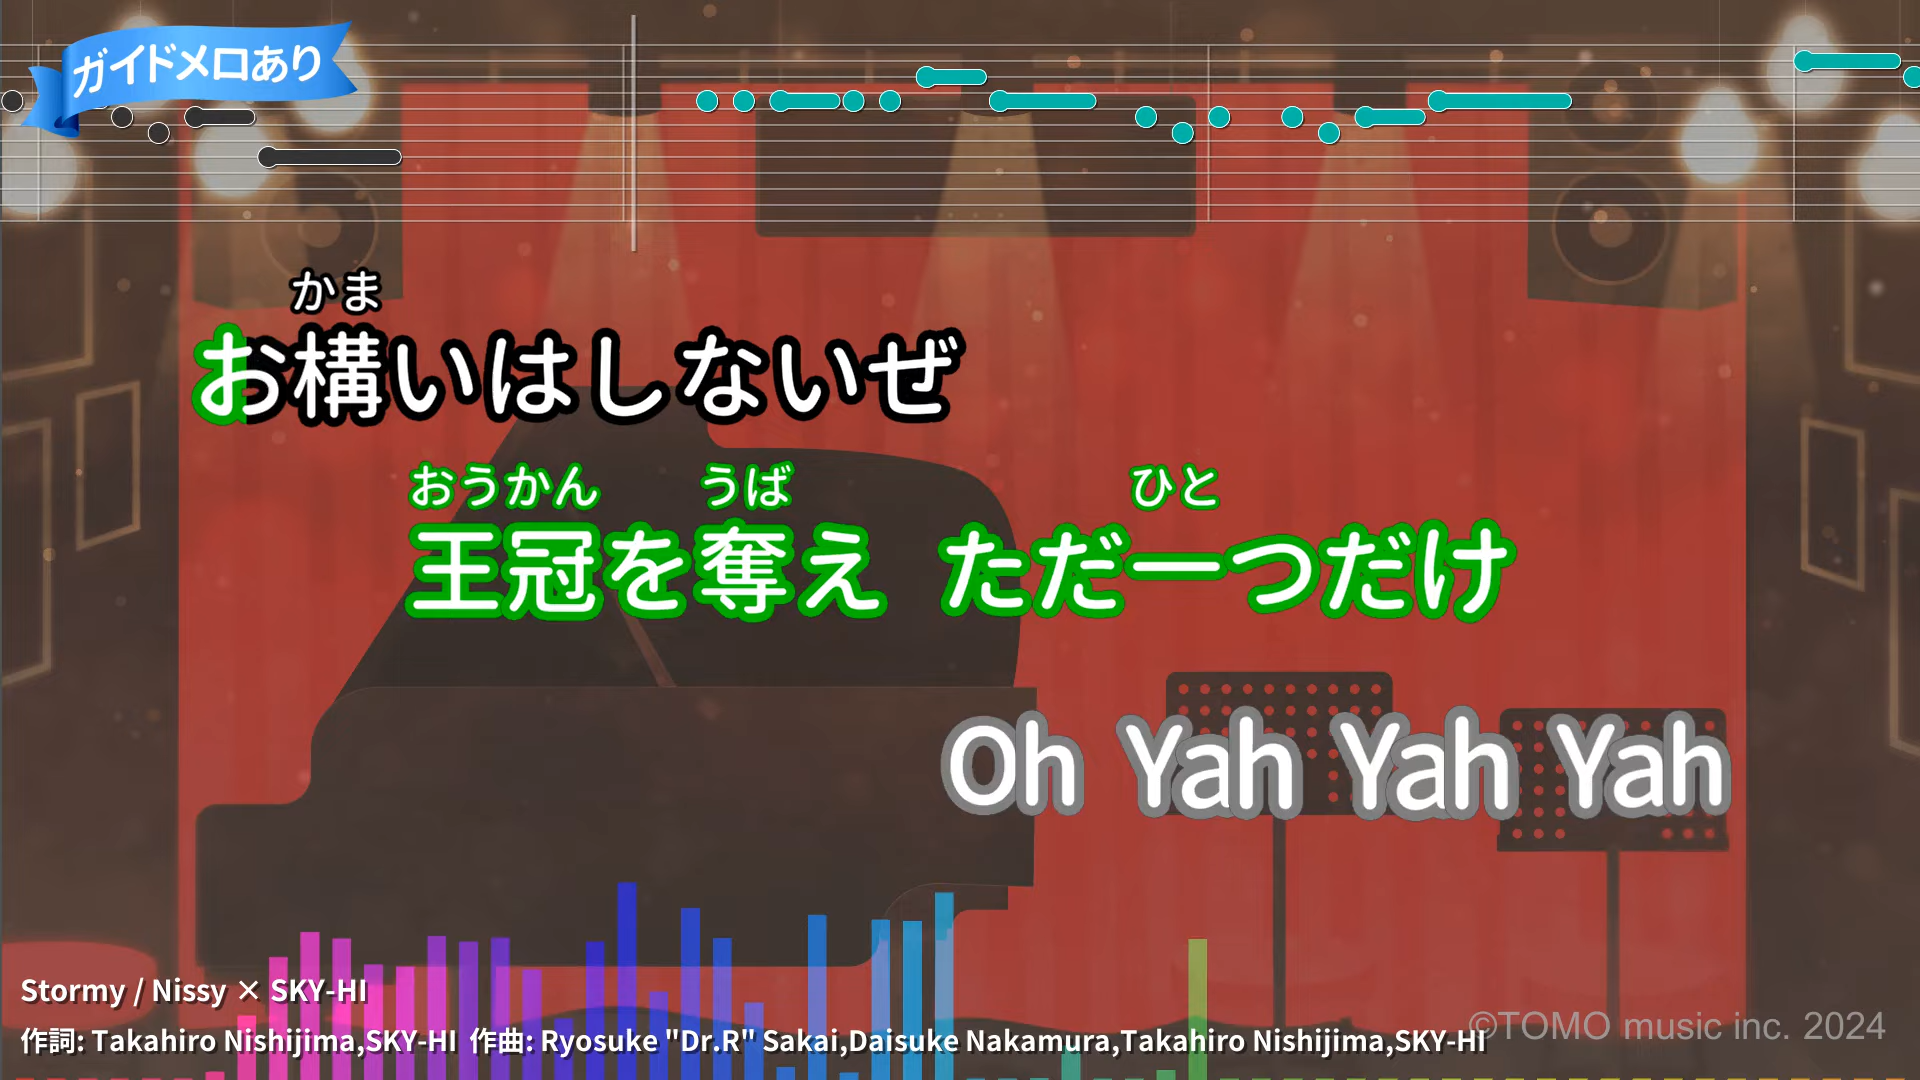 ガイドメロあり
かま
お構いはしないぜ
おうかん うば ひと
王冠を奪え ただ一つだけ
Oh Yah Yah Yah
Stormy / Nissy × SKY-HI
作詞: Takahiro Nishijima,SKY-HI 作曲: Ryosuke "Dr.R" Sakai,Daisuke Nakamura,Takahiro Nishijima,SKY-HI
©TOMO music inc. 2024